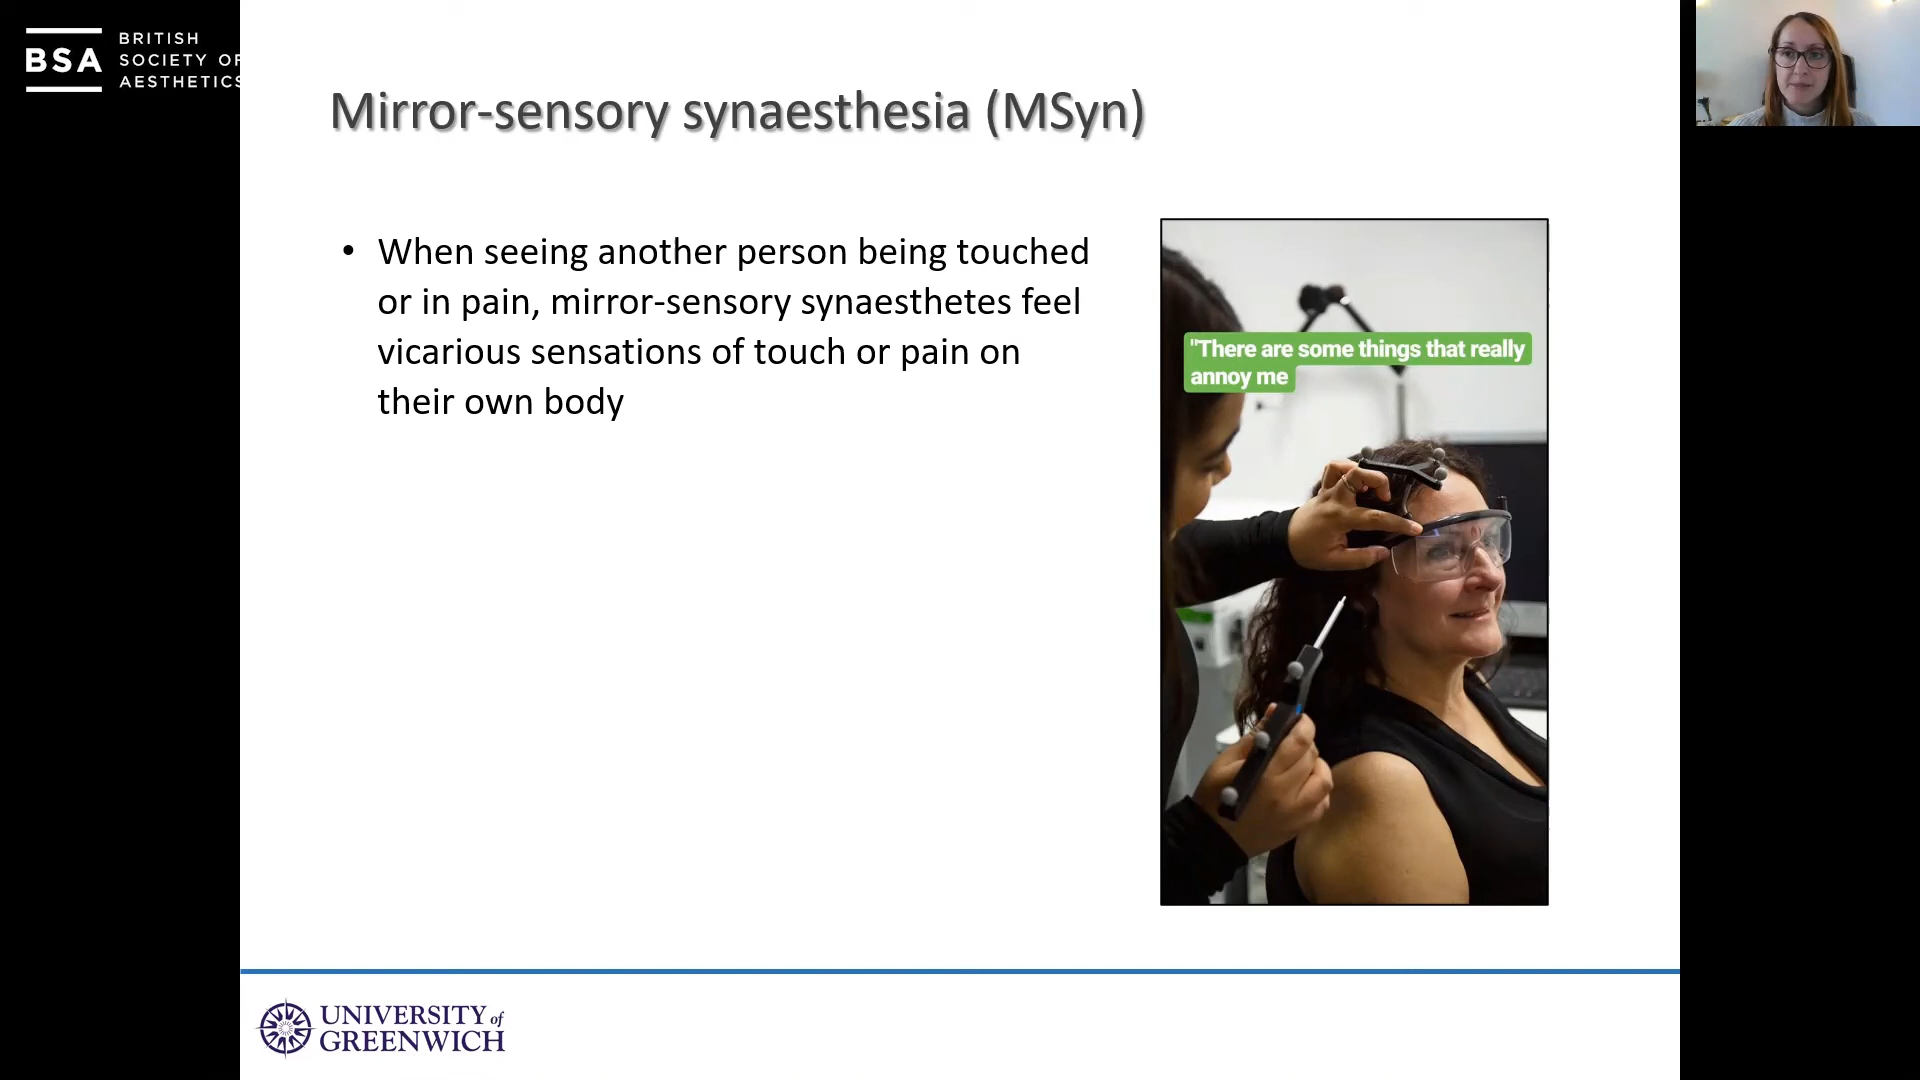 BSA
BRITISH
SOCIETY OF
AESTHETICS
Mirror-sensory synaesthesia (MSyn)
• When seeing another person being touched
or in pain, mirror-sensory synaesthetes feel
vicarious sensations of touch or pain on
their own body
"There are some things that really
annoy me
UNIVERSITY of
GREENWICH